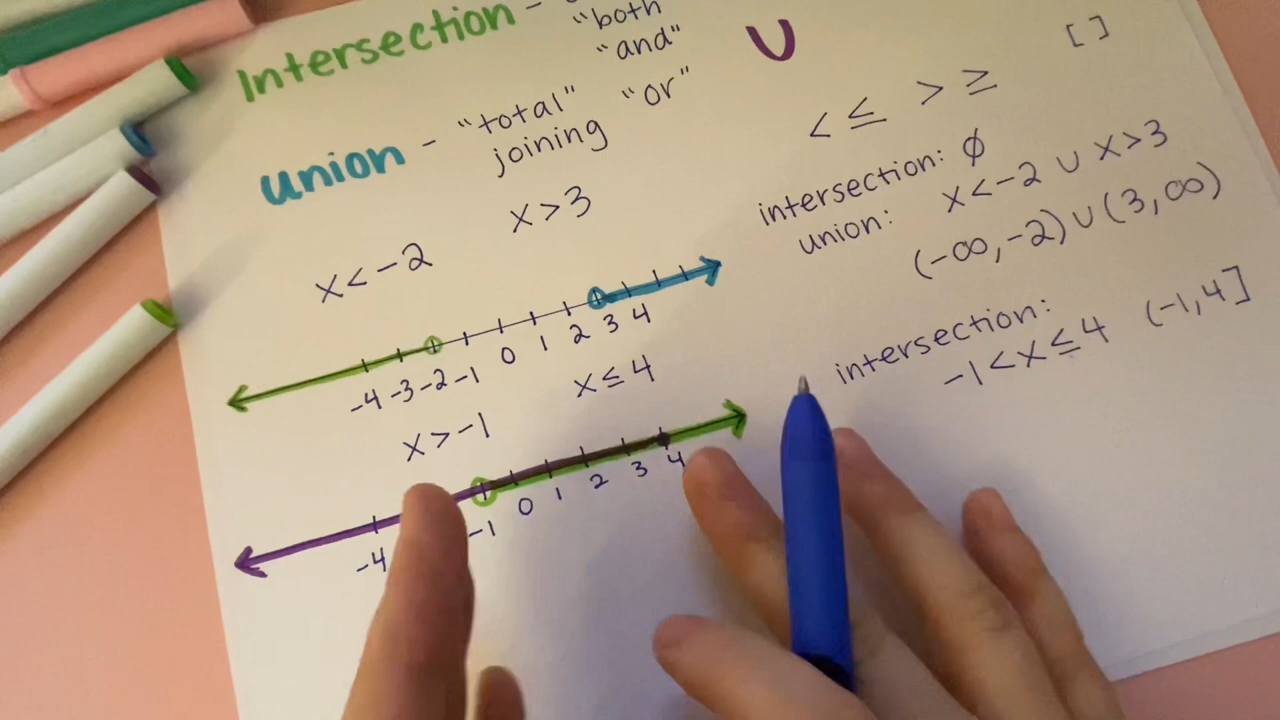 Intersection -
"both
"and"
∪
[ ]
Union - "total" "or"
joining
< ≤ > ≥
x < -2
x > 3
-4 -3 -2 -1 0 1 2 3 4
intersection: ∅
union: x < -2 ∪ x > 3
(-∞, -2) ∪ (3, ∞)
x > -1
x ≤ 4
-4 -1 0 1 2 3 4
intersection:
-1 < x ≤ 4 (-1, 4]